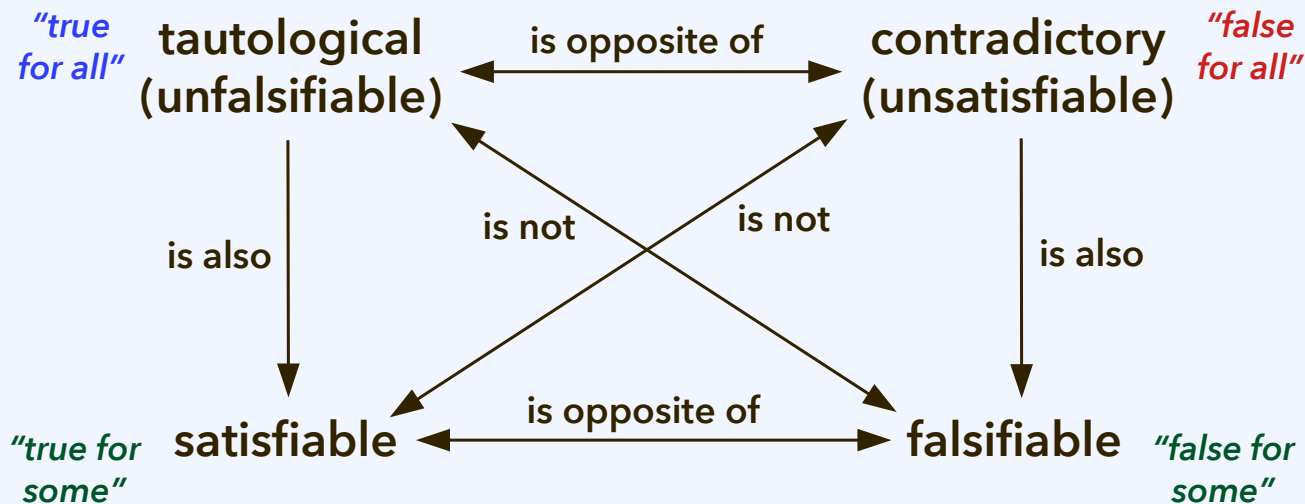 “true
for all”
tautological
(unfalsifiable)
is opposite of
contradictory
(unsatisfiable)
“false
for all”
is also
is not
is not
is also
“true for
some”
satisfiable
is opposite of
falsifiable
“false for
some”